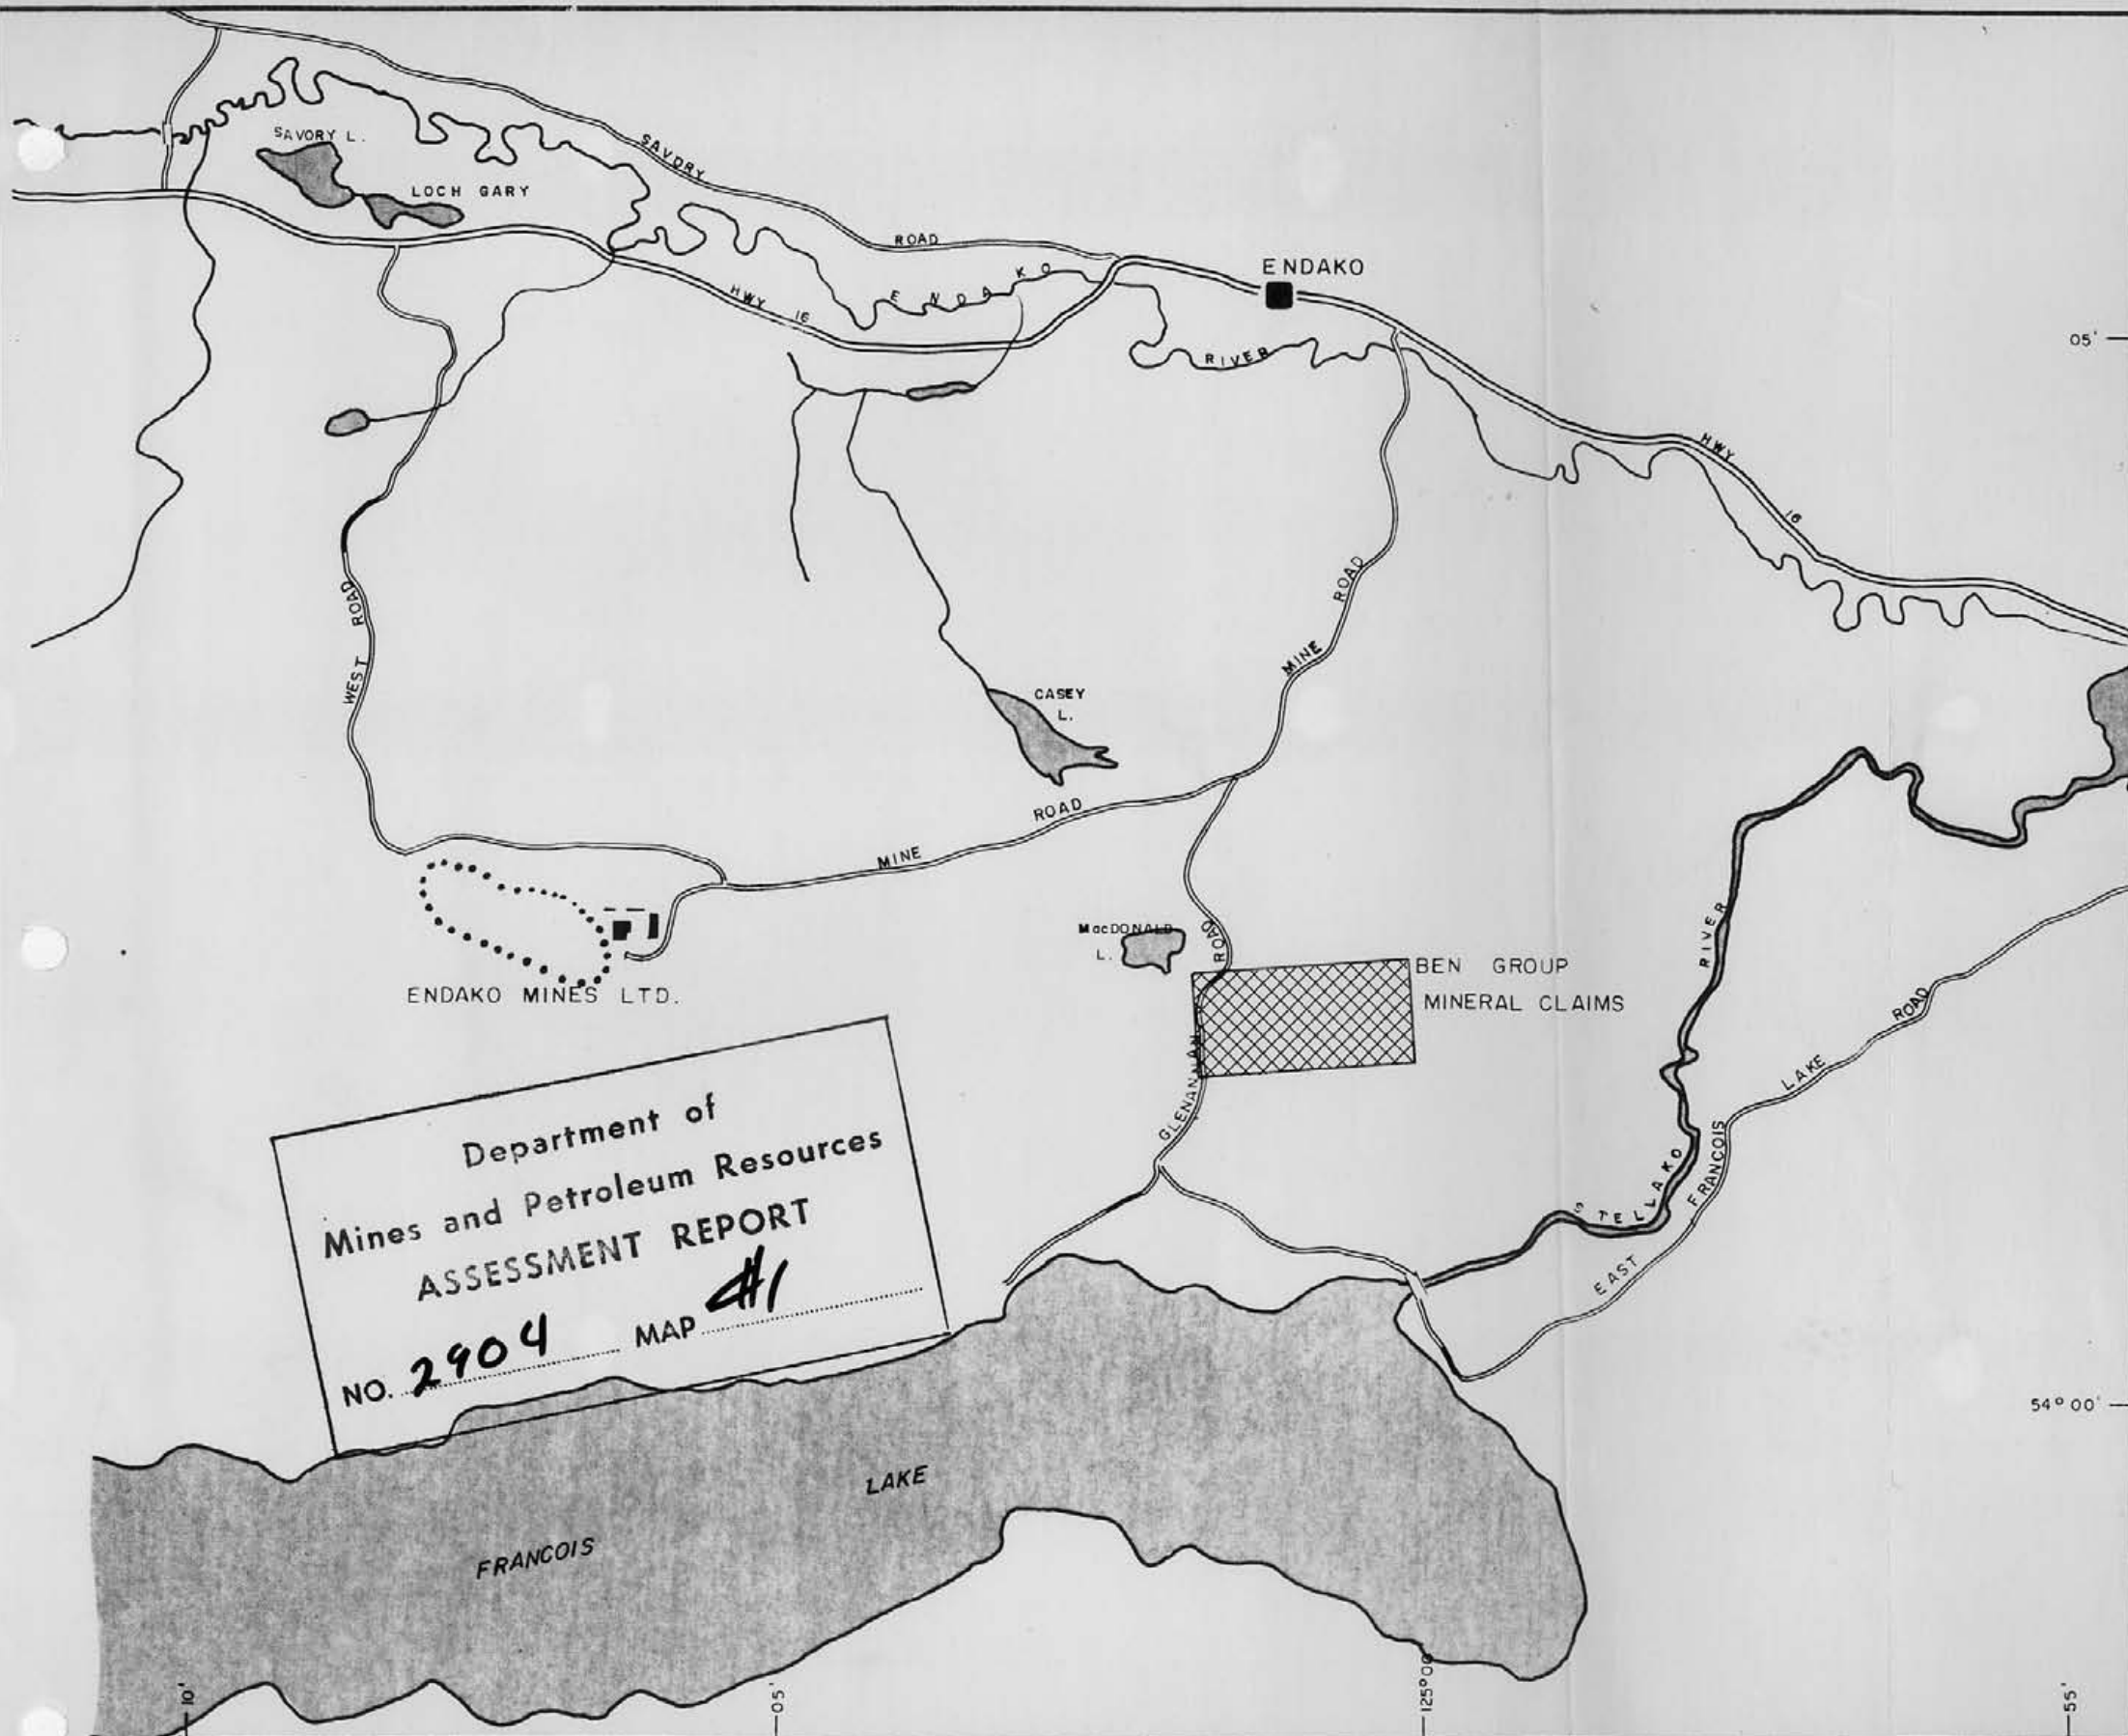 SAVORY L.
LOCH GARY
SAVORY
ROAD
ENDAKO
HWY 16
ENDAKO
RIVER
05'
HWY
16
WEST ROAD
MINE ROAD
CASEY
L.
MINE ROAD
MacDONALD
L.
GLENANNAN ROAD
RIVER
BEN GROUP
MINERAL CLAIMS
ENDAKO MINES LTD.
Department of
Mines and Petroleum Resources
ASSESSMENT REPORT
NO. 2904 MAP #1
STELLAKO
EAST FRANCOIS LAKE ROAD
54° 00'
LAKE
FRANCOIS
10'
05'
125°00'
55'